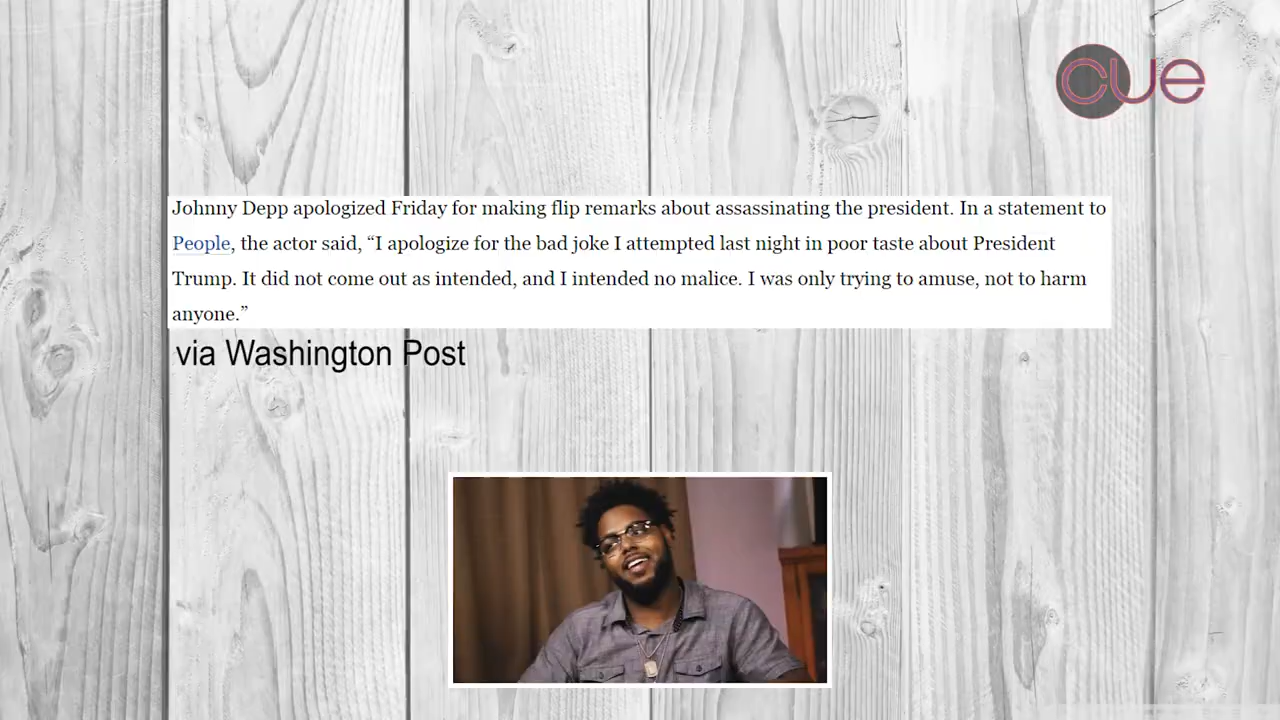 cue
Johnny Depp apologized Friday for making flip remarks about assassinating the president. In a statement to
People, the actor said, “I apologize for the bad joke I attempted last night in poor taste about President
Trump. It did not come out as intended, and I intended no malice. I was only trying to amuse, not to harm
anyone.”
via Washington Post